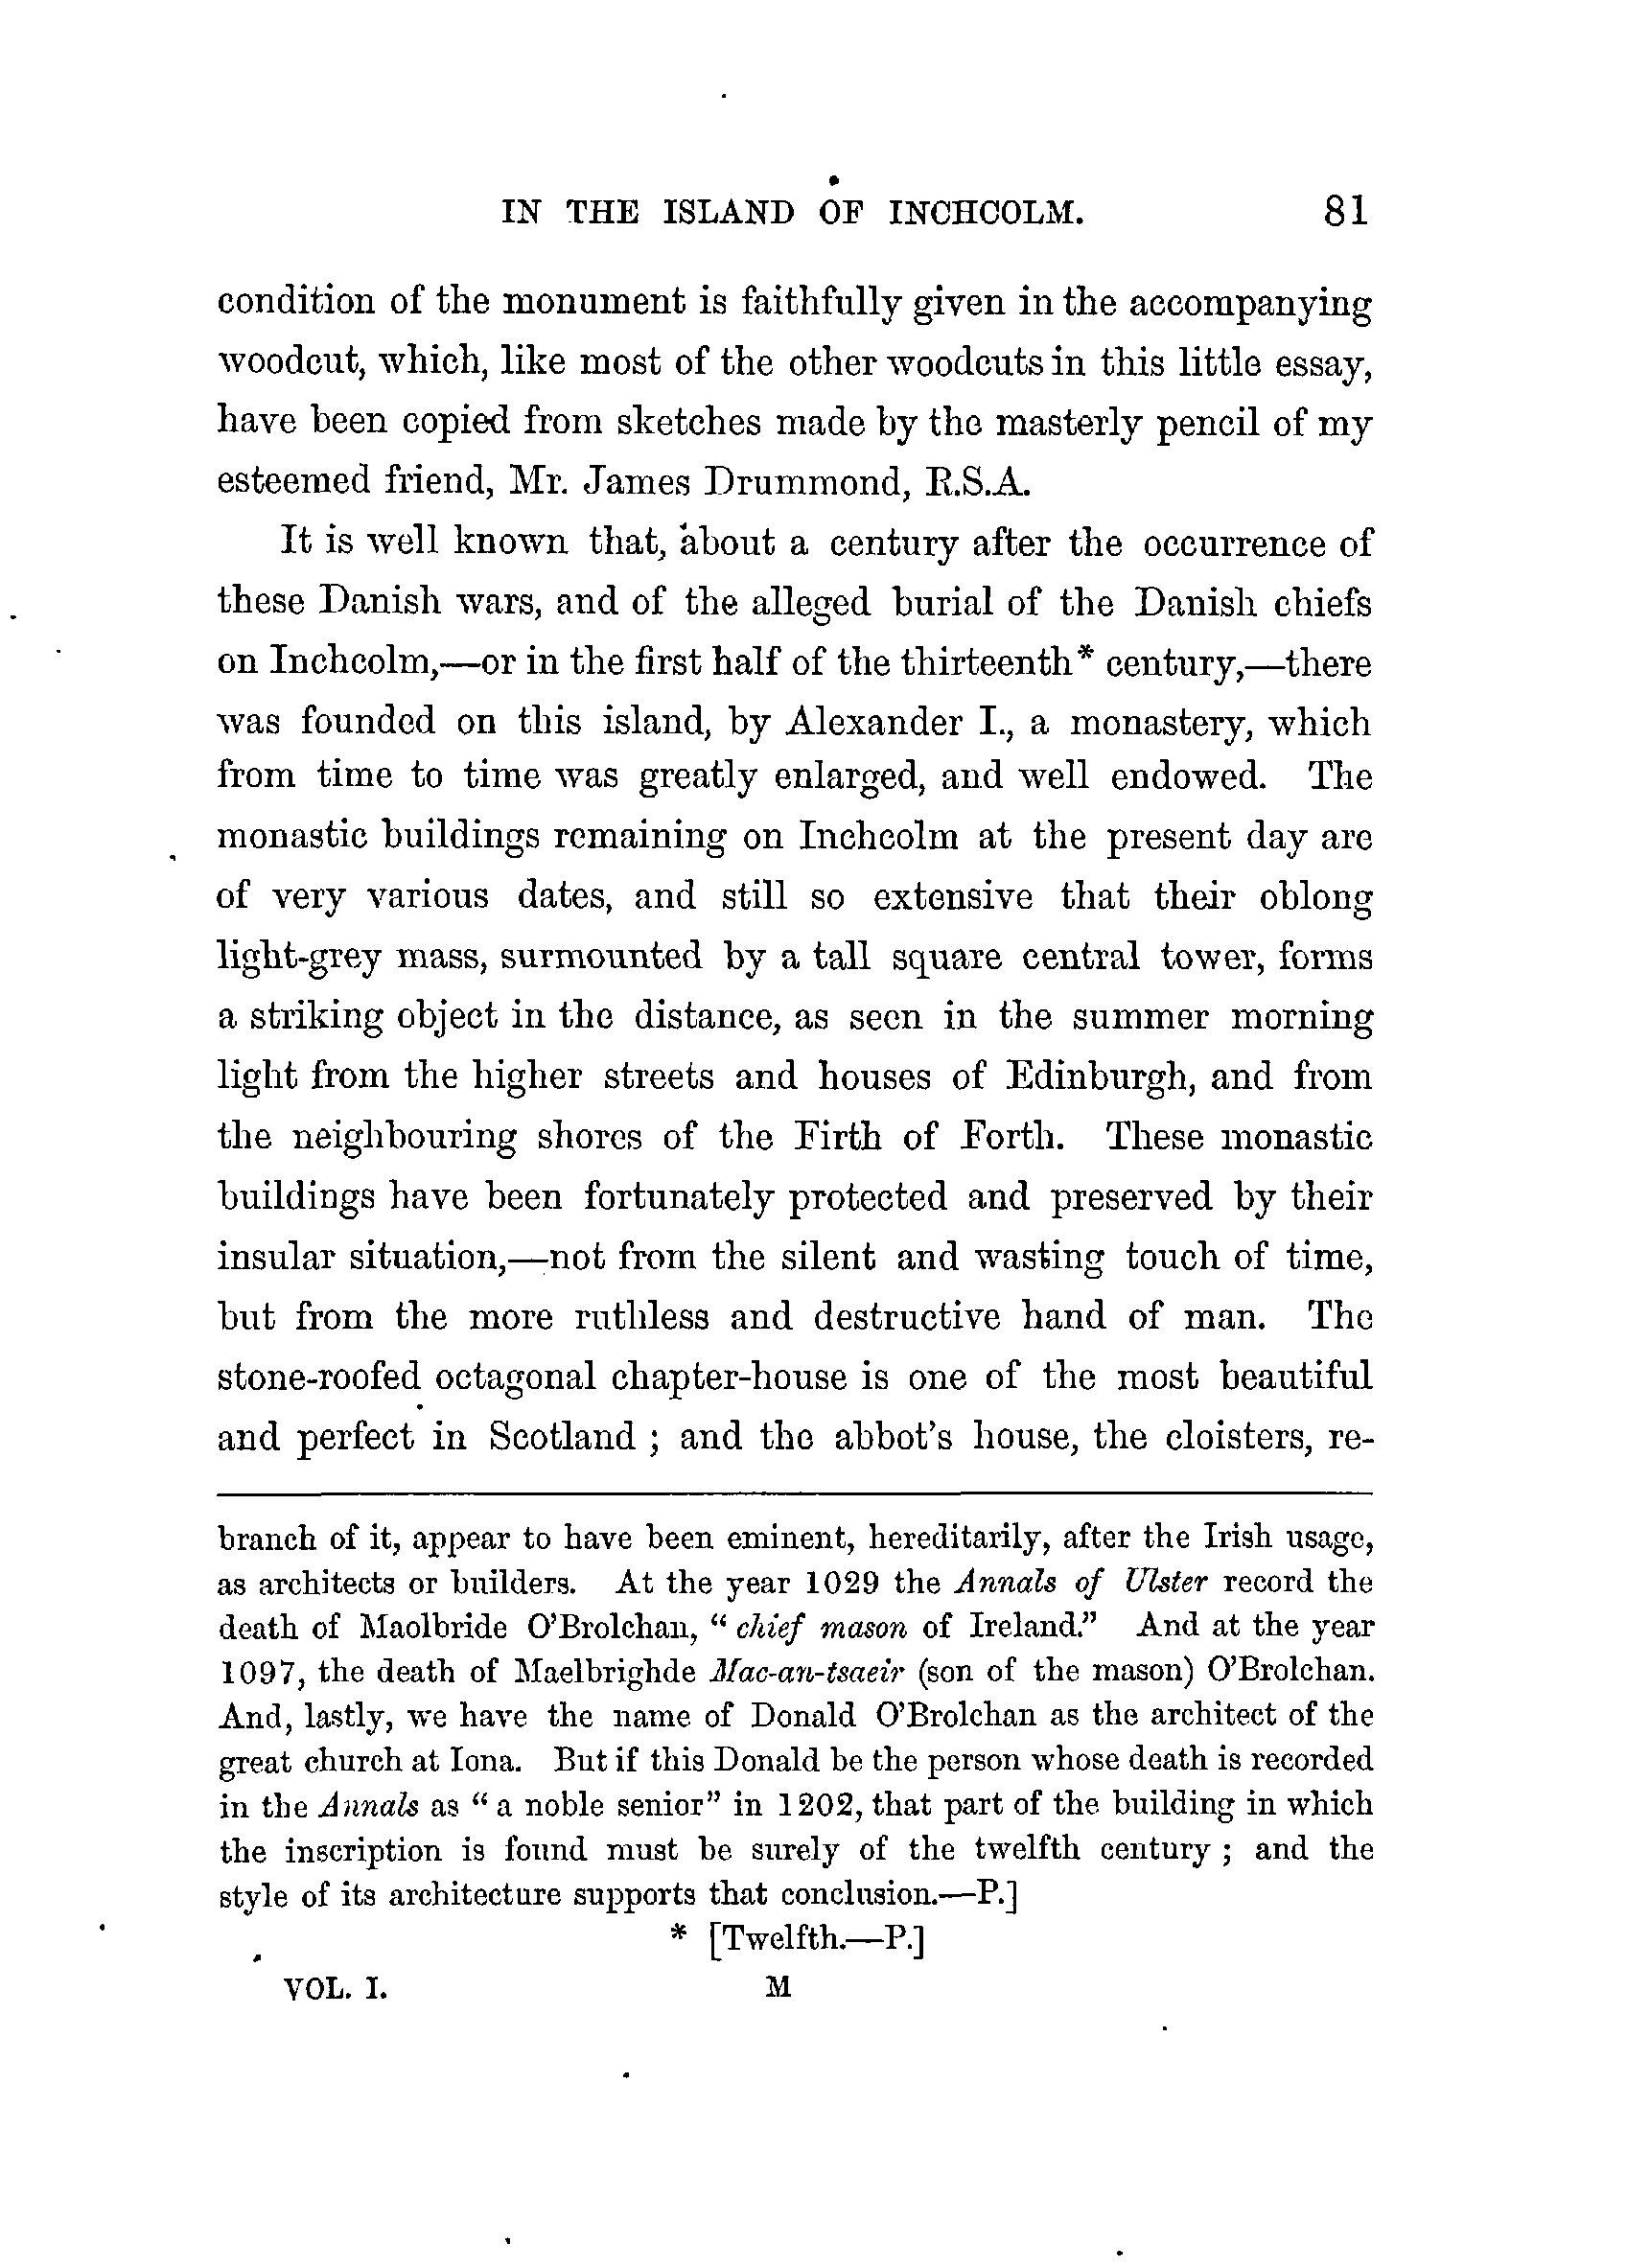 IN THE ISLAND OF INCHCOLM. 81
condition of the monument is faithfully given in the accompanying
woodcut, which, like most of the other woodcuts in this little essay,
have been copied from sketches made by the masterly pencil of my
esteemed friend, Mr. James Drummond, R.S.A.
It is well known that, about a century after the occurrence of
these Danish wars, and of the alleged burial of the Danish chiefs
on Inchcolm,—or in the first half of the thirteenth* century,—there
was founded on this island, by Alexander I., a monastery, which
from time to time was greatly enlarged, and well endowed. The
monastic buildings remaining on Inchcolm at the present day are
of very various dates, and still so extensive that their oblong
light-grey mass, surmounted by a tall square central tower, forms
a striking object in the distance, as seen in the summer morning
light from the higher streets and houses of Edinburgh, and from
the neighbouring shores of the Firth of Forth. These monastic
buildings have been fortunately protected and preserved by their
insular situation,—not from the silent and wasting touch of time,
but from the more ruthless and destructive hand of man. The
stone-roofed octagonal chapter-house is one of the most beautiful
and perfect in Scotland ; and the abbot's house, the cloisters, re-
branch of it, appear to have been eminent, hereditarily, after the Irish usage,
as architects or builders. At the year 1029 the Annals of Ulster record the
death of Maolbride O'Brolchan, “ chief mason of Ireland.” And at the year
1097, the death of Maelbrighde Mac-an-tsaeir (son of the mason) O'Brolchan.
And, lastly, we have the name of Donald O'Brolchan as the architect of the
great church at Iona. But if this Donald be the person whose death is recorded
in the Annals as “ a noble senior” in 1202, that part of the building in which
the inscription is found must be surely of the twelfth century ; and the
style of its architecture supports that conclusion.—P.]
* [Twelfth.—P.]
VOL. I. M